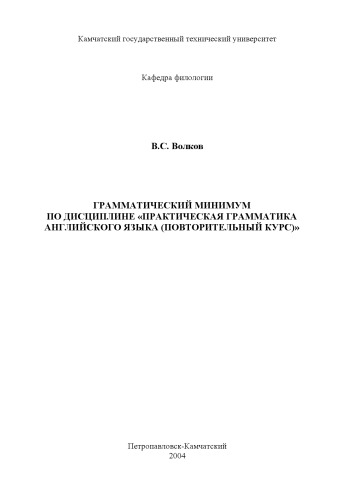 Камчатский государственный технический университет
Кафедра филологии
В.С. Волков
ГРАММАТИЧЕСКИЙ МИНИМУМ
ПО ДИСЦИПЛИНЕ «ПРАКТИЧЕСКАЯ ГРАММАТИКА
АНГЛИЙСКОГО ЯЗЫКА (ПОВТОРИТЕЛЬНЫЙ КУРС)»
Петропавловск-Камчатский
2004